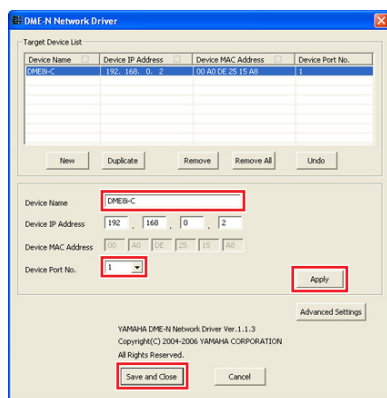 DME-N Network Driver
Target Device List
Device Name Device IP Address Device MAC Address Device Port No.
DME8i-C 192. 168. 0. 2 00 A0 DE 25 15 A8 1
New Duplicate Remove Remove All Undo
Device Name DME8i-C
Device IP Address 192 . 168 . 0 . 2
Device MAC Address 00 A0 DE 25 15 A8
Device Port No. 1
Apply
Advanced Settings
YAMAHA DME-N Network Driver Ver.1.1.3
Copyright(C) 2004-2006 YAMAHA CORPORATION
All Rights Reserved.
Save and Close Cancel